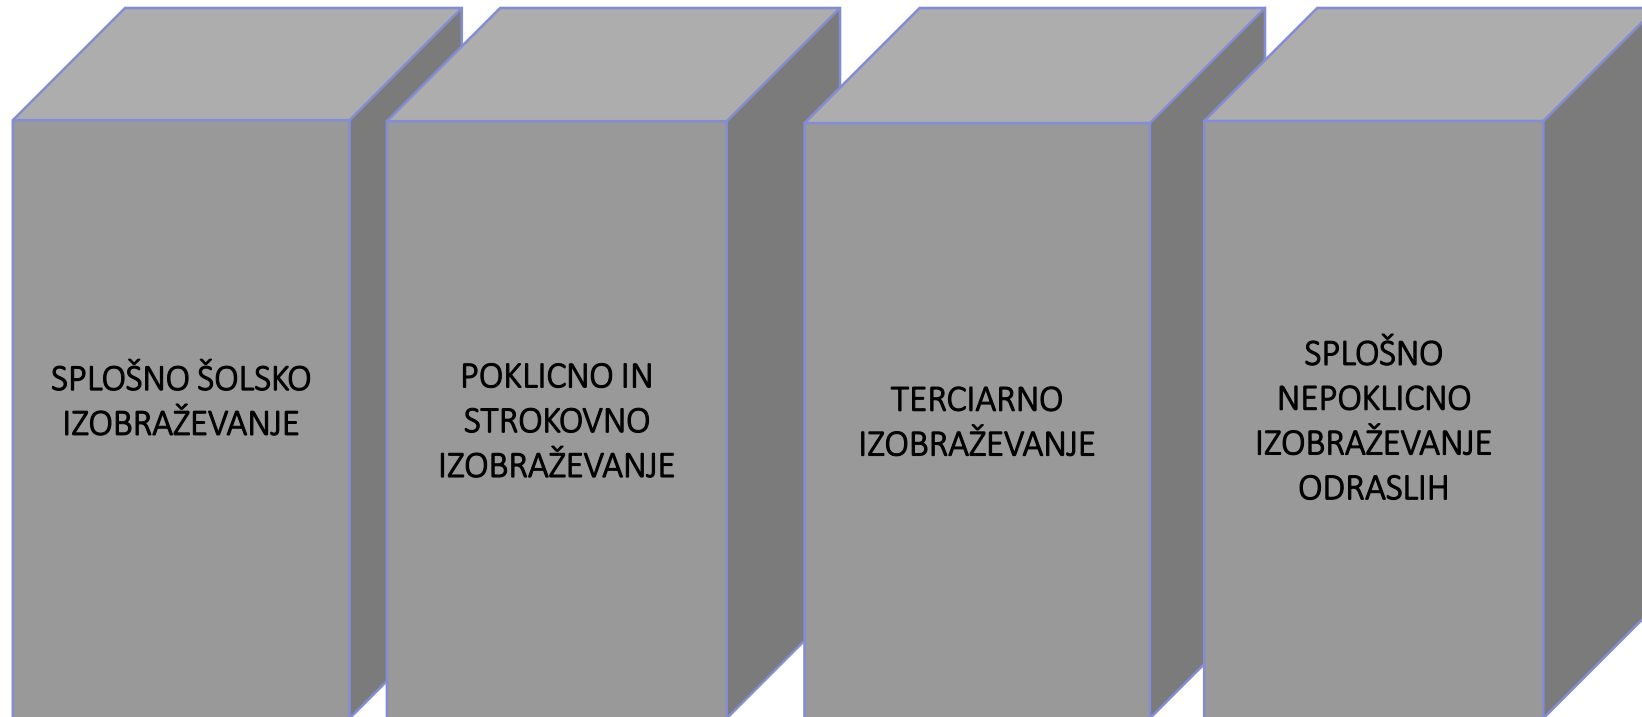 SPLOŠNO ŠOLSKO
IZOBRAŽEVANJE
POKLICNO IN
STROKOVNO
IZOBRAŽEVANJE
TERCIARNO
IZOBRAŽEVANJE
SPLOŠNO
NEPOKLICNO
IZOBRAŽEVANJE
ODRASLIH